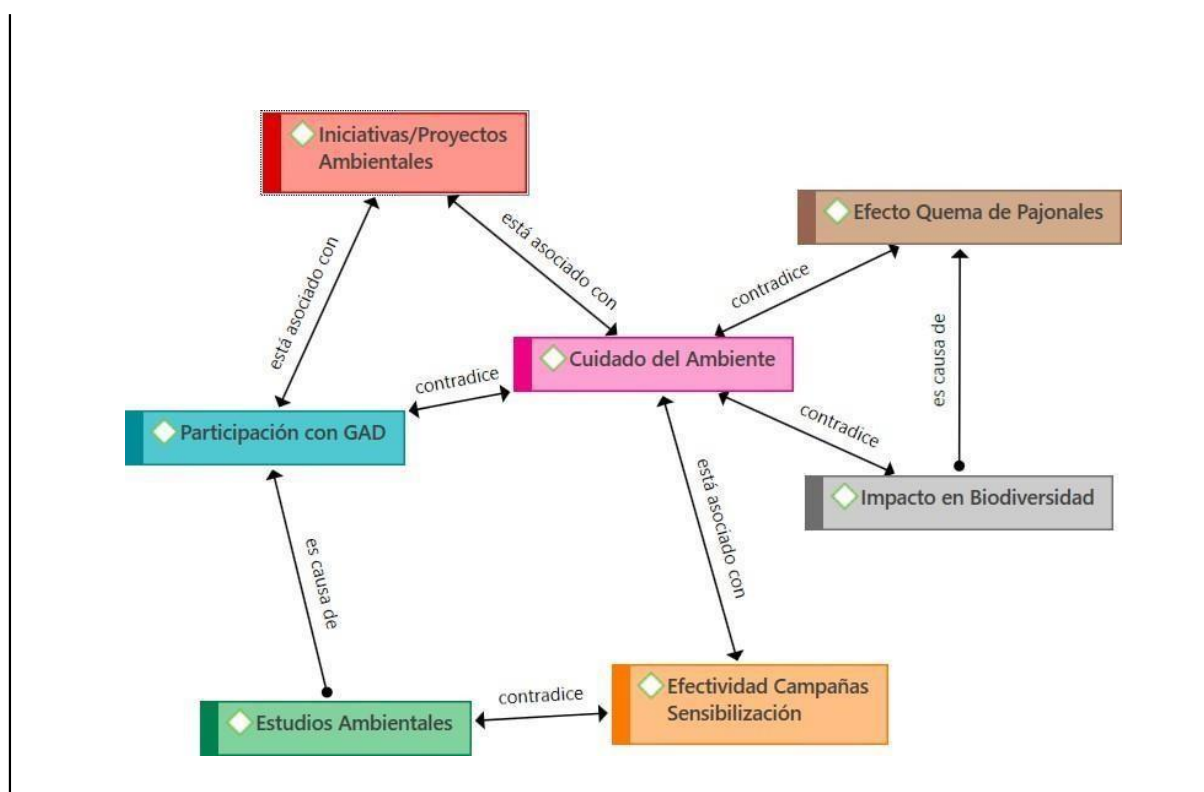 Iniciativas/Proyectos
Ambientales
Efecto Quema de Pajonales
está asociado con
está asociado con
contradice
es causa de
Cuidado del Ambiente
contradice
Participación con GAD
contradice
Impacto en Biodiversidad
está asociado con
es causa de
Efectividad Campañas
Sensibilización
contradice
Estudios Ambientales